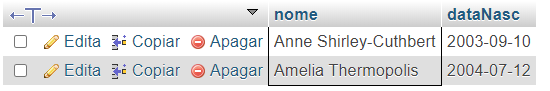 nome dataNasc
Edita Copiar Apagar Anne Shirley-Cuthbert 2003-09-10
Edita Copiar Apagar Amelia Thermopolis 2004-07-12